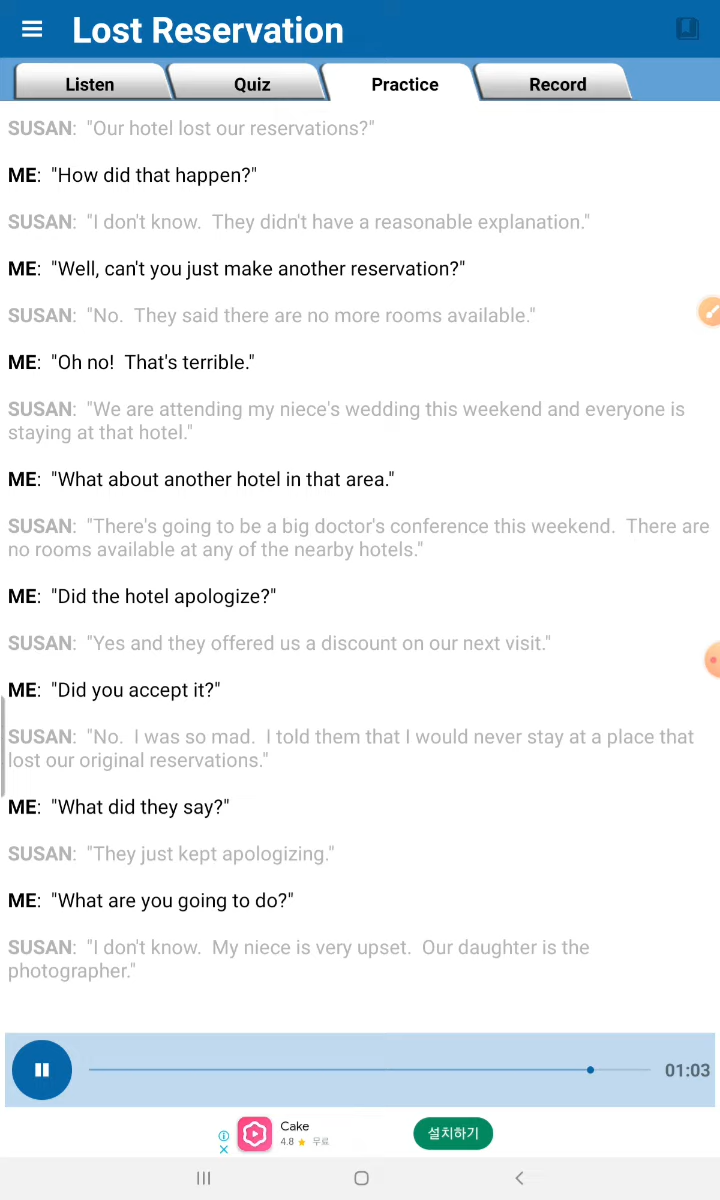 Lost Reservation
Listen Quiz Practice Record
SUSAN: "Our hotel lost our reservations?"
ME: "How did that happen?"
SUSAN: "I don't know. They didn't have a reasonable explanation."
ME: "Well, can't you just make another reservation?"
SUSAN: "No. They said there are no more rooms available."
ME: "Oh no! That's terrible."
SUSAN: "We are attending my niece's wedding this weekend and everyone is
staying at that hotel."
ME: "What about another hotel in that area."
SUSAN: "There's going to be a big doctor's conference this weekend. There are
no rooms available at any of the nearby hotels."
ME: "Did the hotel apologize?"
SUSAN: "Yes and they offered us a discount on our next visit."
ME: "Did you accept it?"
SUSAN: "No. I was so mad. I told them that I would never stay at a place that
lost our original reservations."
ME: "What did they say?"
SUSAN: "They just kept apologizing."
ME: "What are you going to do?"
SUSAN: "I don't know. My niece is very upset. Our daughter is the
photographer."
01:03
Cake
4.8 ★ 무료
설치하기